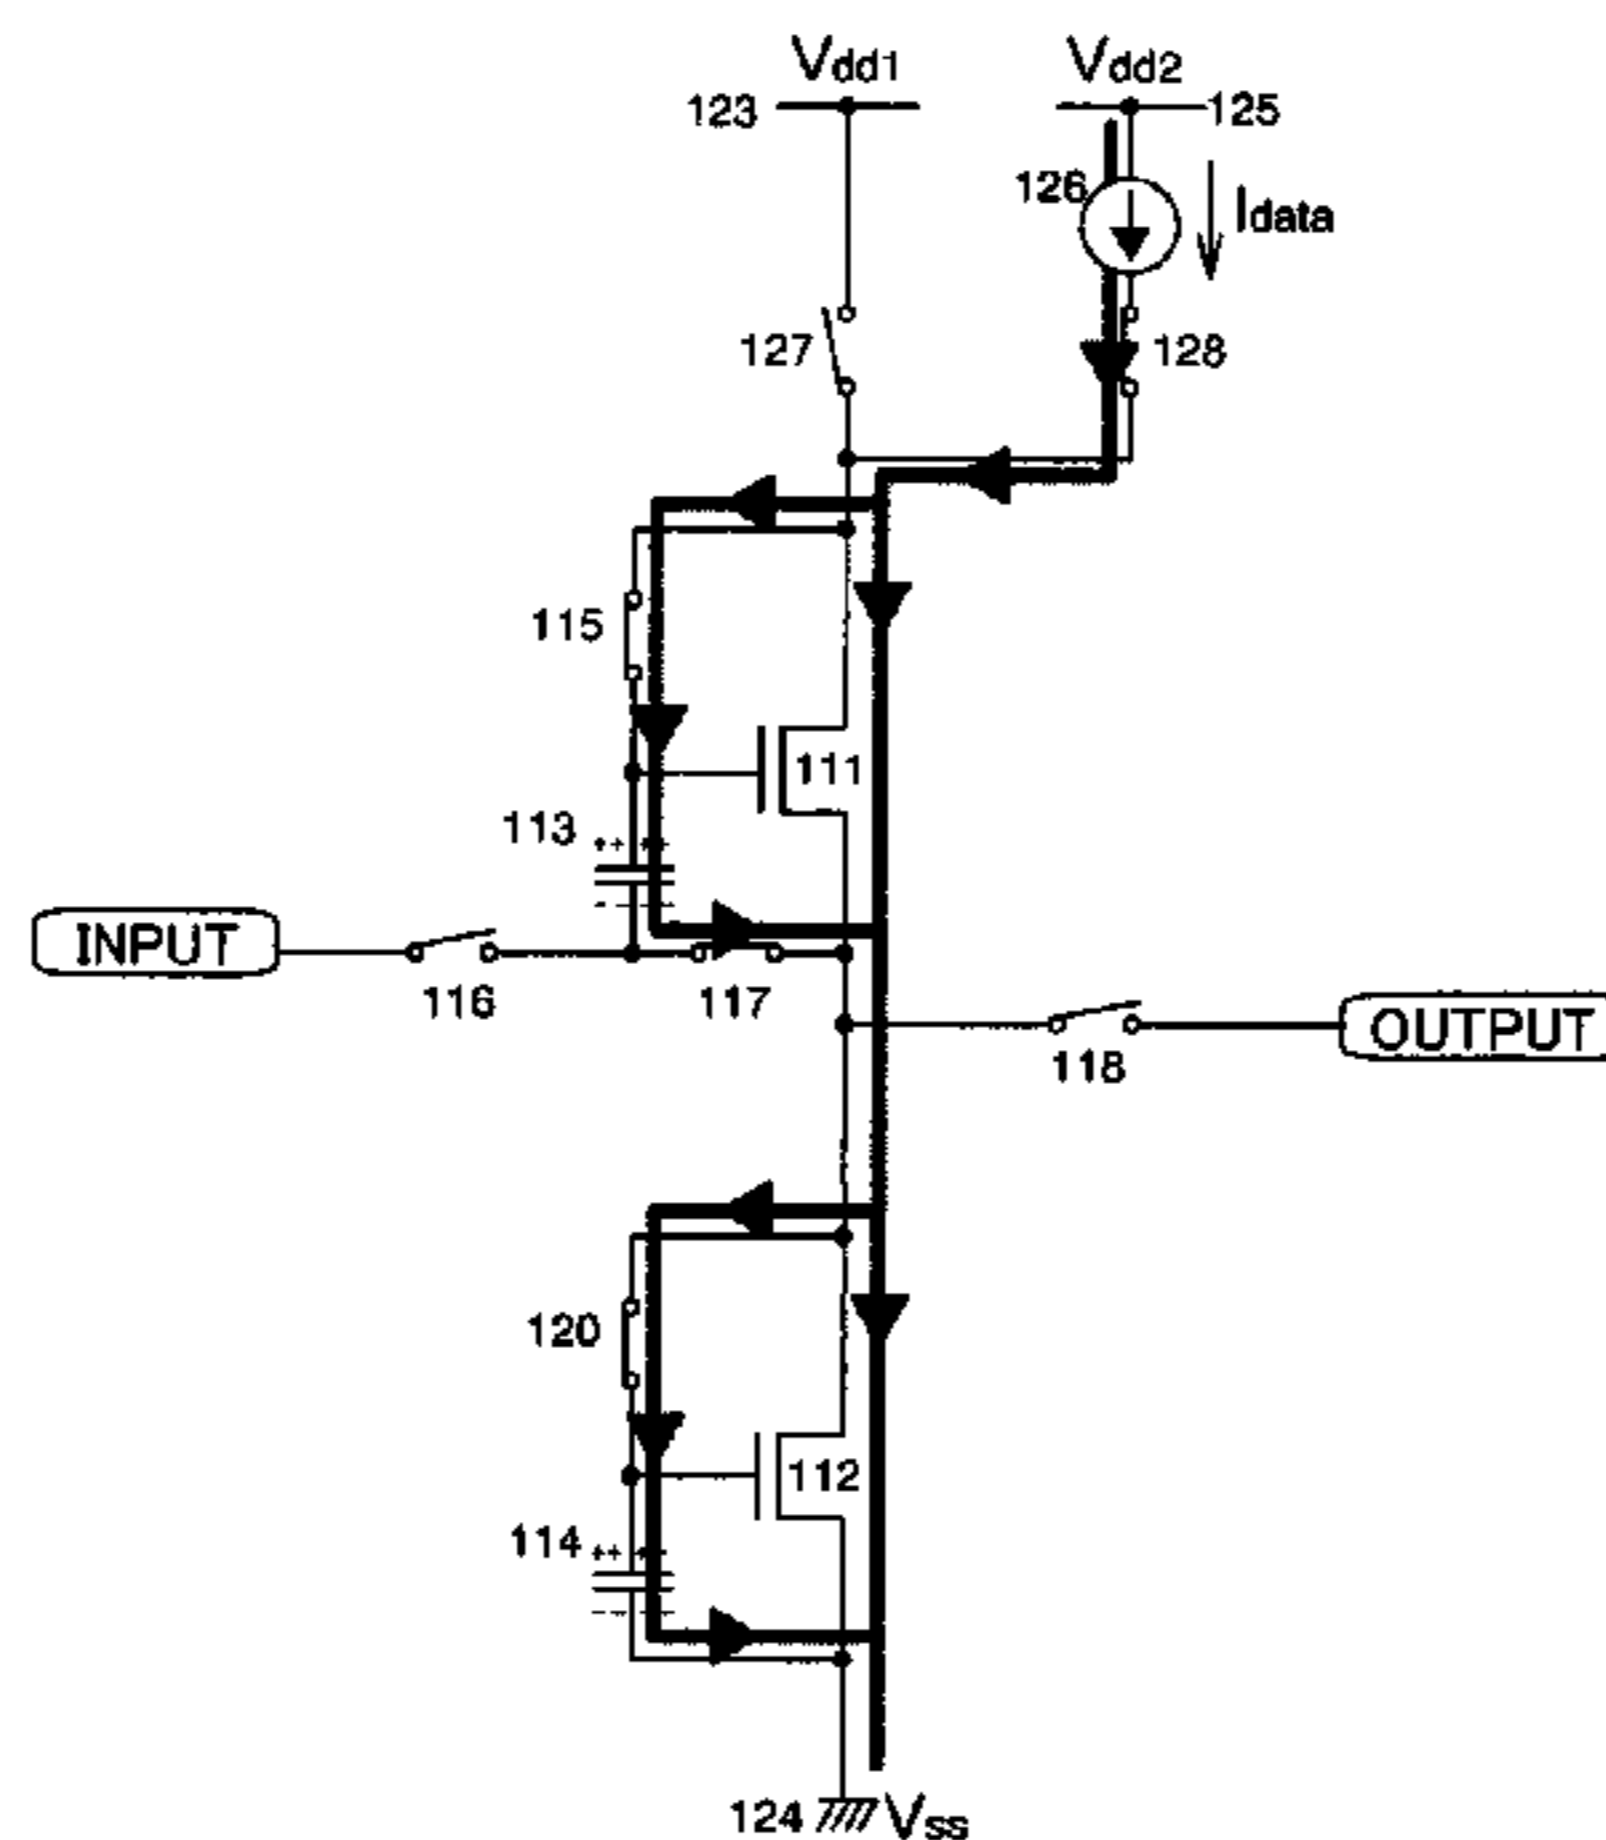 Vdd1 Vdd2
123 125
126 Idata
127 128
115
111
113 ++ ++
- - - -
INPUT
116 117
OUTPUT
118
120
112
114 ++ ++
- - - -
124 Vss